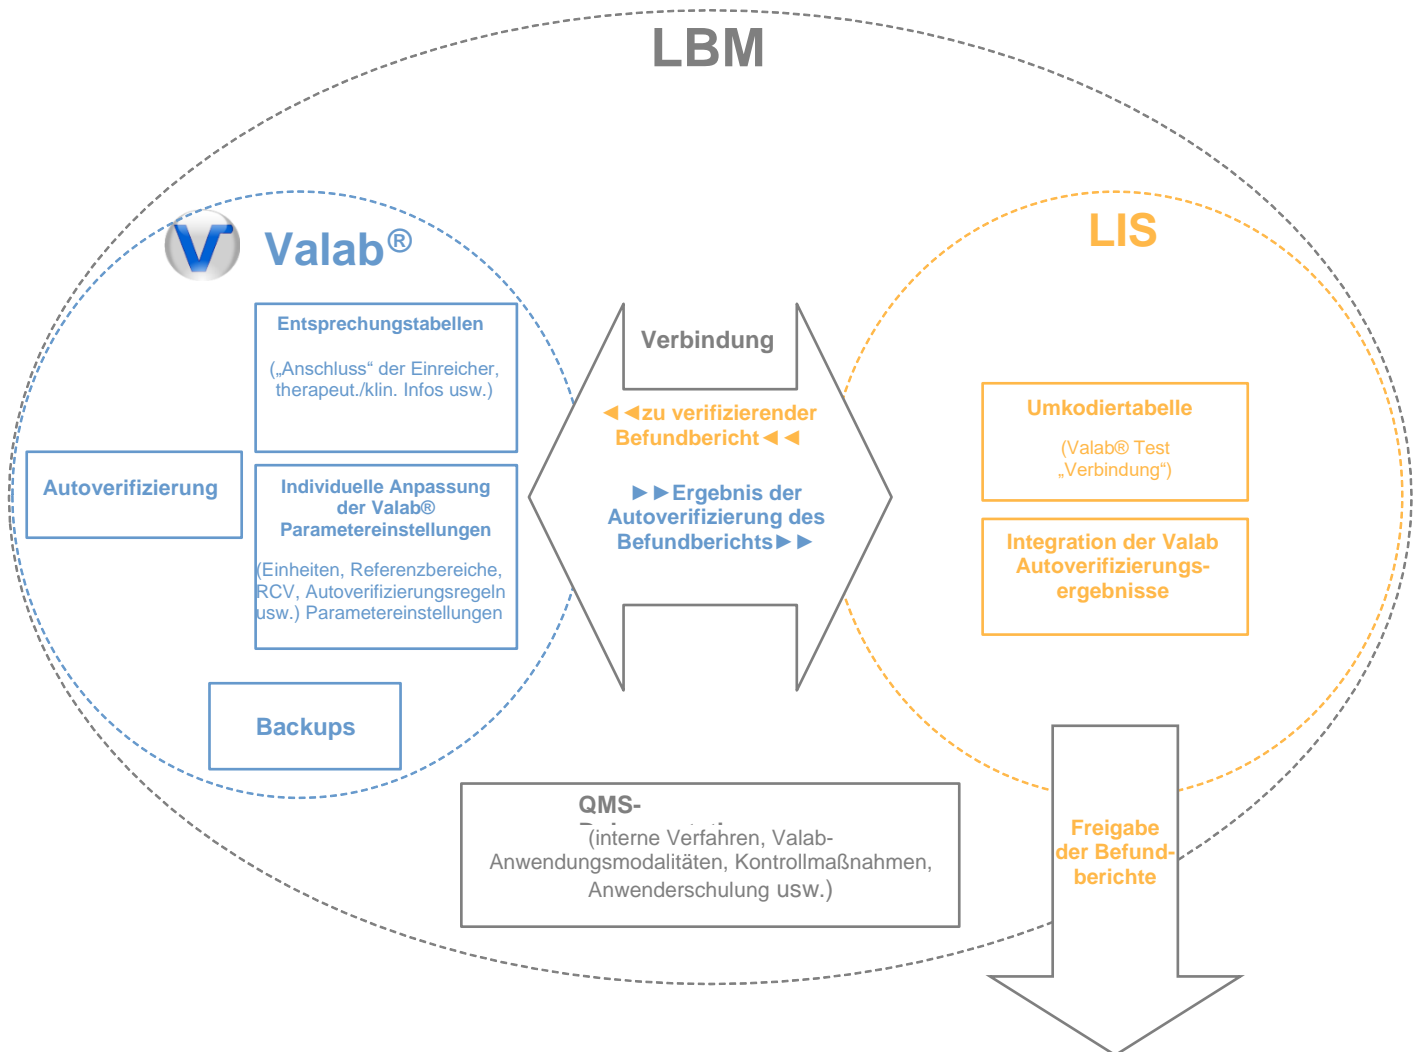 LBM
Valab®
Entsprechungstabellen
(„Anschluss“ der Einreicher,
therapeut./klin. Infos usw.)
Autoverifizierung
Individuelle Anpassung
der Valab®
Parametereinstellungen
(Einheiten, Referenzbereiche,
RCV, Autoverifizierungsregeln
usw.) Parametereinstellungen
Backups
Verbindung
◄◄zu verifizierender
Befundbericht◄◄
►►Ergebnis der
Autoverifizierung des
Befundberichts►►
LIS
Umkodiertabelle
(Valab® Test
„Verbindung“)
Integration der Valab
Autoverifizierungs-
ergebnisse
QMS-
(interne Verfahren, Valab-
Anwendungsmodalitäten, Kontrollmaßnahmen,
Anwenderschulung usw.)
Freigabe
der Befund-
berichte